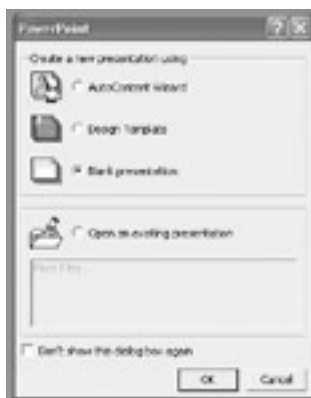 PowerPoint
Create a new presentation using
AutoContent Wizard
Design Template
Blank presentation
Open an existing presentation
More Files...
Don't show this dialog box again
OK Cancel